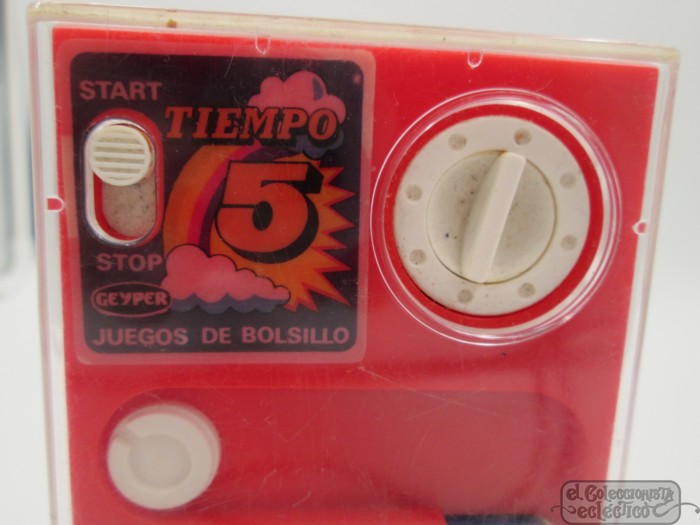 START
TIEMPO
5
STOP
GEYPER
JUEGOS DE BOLSILLO
el Coleccionista
ecléctico